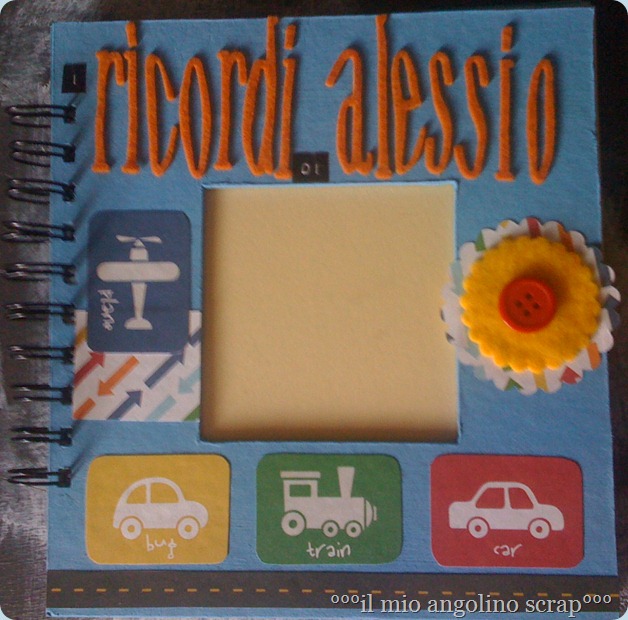 I ricordi DI alessio
plane
bug
train
car
°°°il mio angolino scrap°°°